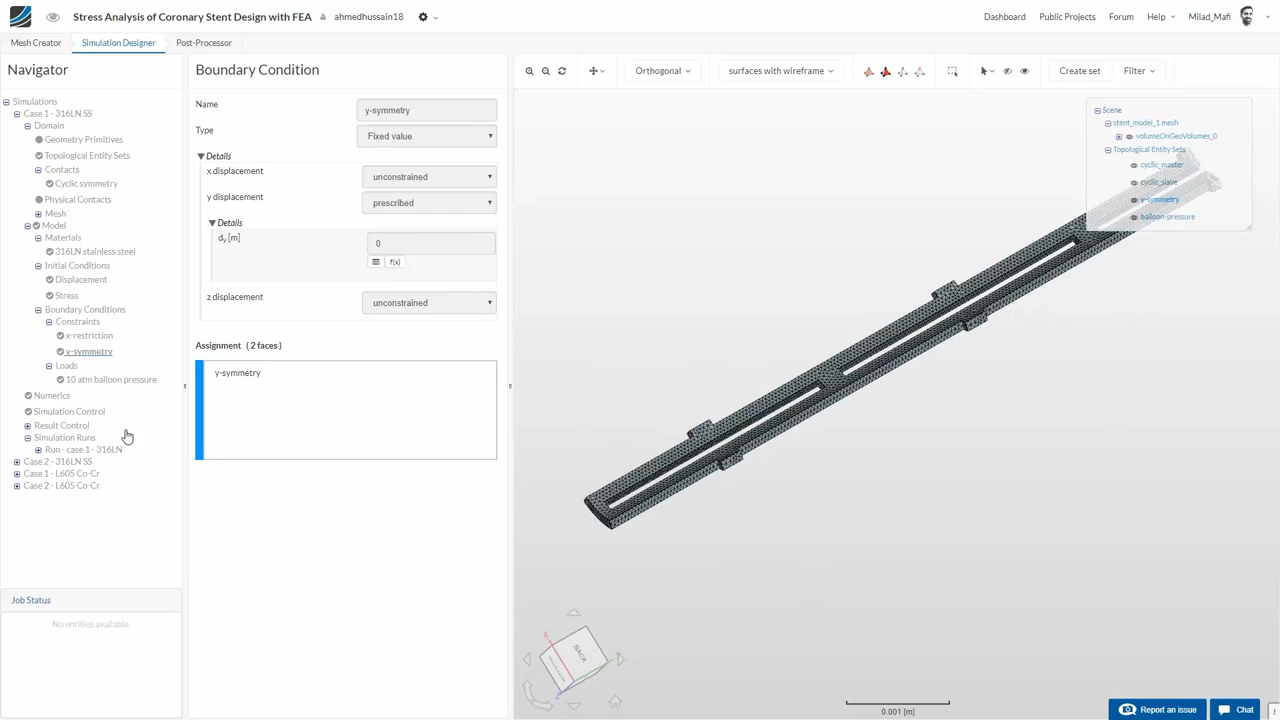 Stress Analysis of Coronary Stent Design with FEA
ahmedhussain18
Dashboard
Public Projects
Forum
Help
Milad_Mafi
Mesh Creator
Simulation Designer
Post-Processor
Navigator
Simulations
Case 1 - 316LN SS
Domain
Geometry Primitives
Topological Entity Sets
Contacts
Cyclic symmetry
Physical Contacts
Mesh
Model
Materials
316LN stainless steel
Initial Conditions
Displacement
Stress
Boundary Conditions
Constraints
x-restriction
y-symmetry
Loads
10 atm balloon pressure
Numerics
Simulation Control
Result Control
Simulation Runs
Run - case 1 - 316LN
Case 2 - 316LN SS
Case 1 - L605 Co-Cr
Case 2 - L605 Co-Cr
Job Status
No entities available
Boundary Condition
Name
y-symmetry
Type
Fixed value
Details
x displacement
unconstrained
y displacement
prescribed
Details
dy [m]
0
f(x)
z displacement
unconstrained
Assignment ( 2 faces )
y-symmetry
Orthogonal
surfaces with wireframe
Create set
Filter
Scene
stent_model_1 mesh
volumeOnGeoVolumes_0
Topological Entity Sets
cyclic_master
cyclic_slave
y-symmetry
balloon-pressure
BACK
0.001 [m]
Report an issue
Chat